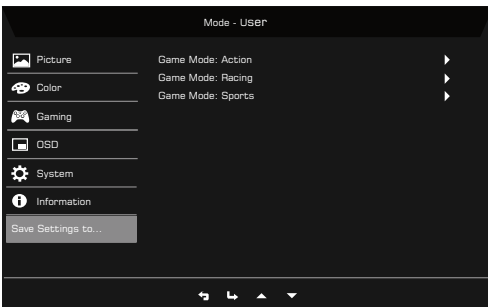 Mode - User
Picture
Color
Gaming
OSD
System
Information
Save Settings to...
Game Mode: Action
Game Mode: Racing
Game Mode: Sports